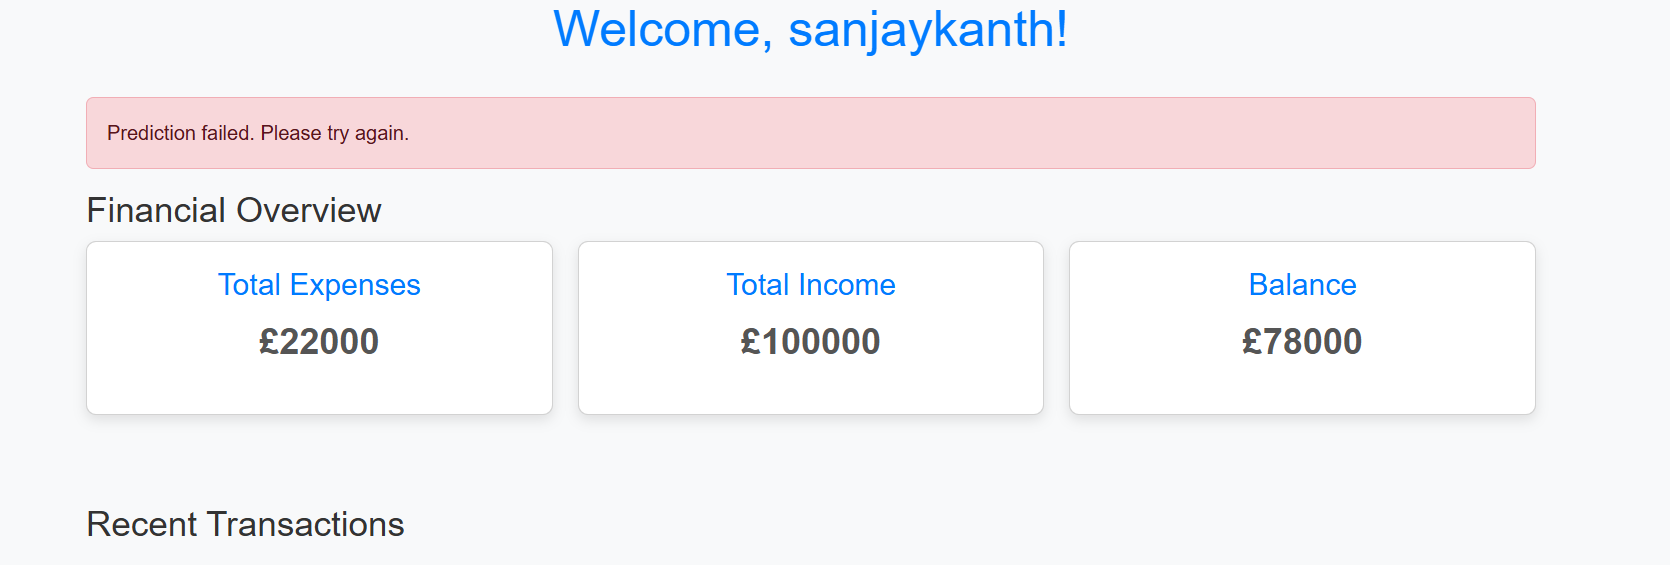 Welcome, sanjaykanth!
Prediction failed. Please try again.
Financial Overview
Total Expenses
£22000
Total Income
£100000
Balance
£78000
Recent Transactions